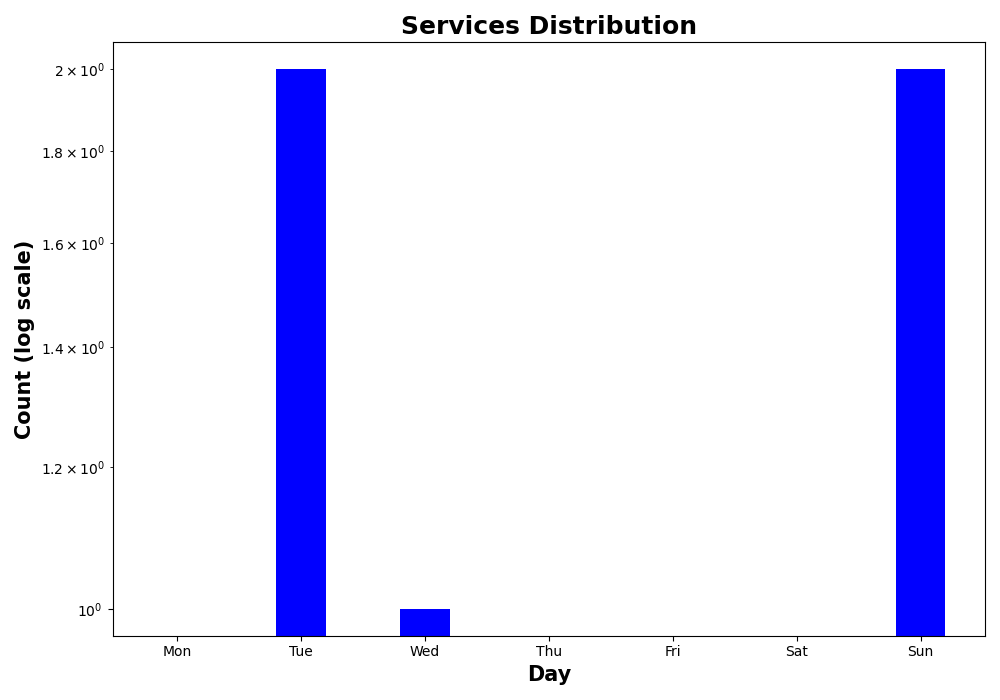 Services Distribution
Count (log scale)
2 × 10⁰
1.8 × 10⁰
1.6 × 10⁰
1.4 × 10⁰
1.2 × 10⁰
10⁰
Mon Tue Wed Thu Fri Sat Sun
Day